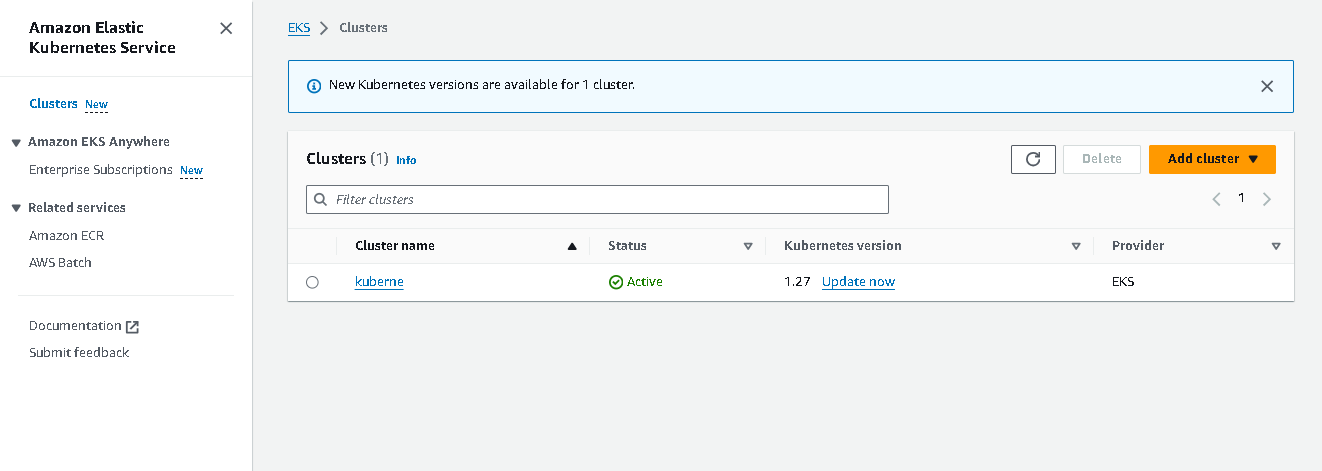 Amazon Elastic
Kubernetes Service
Clusters New
Amazon EKS Anywhere
Enterprise Subscriptions New
Related services
Amazon ECR
AWS Batch
Documentation
Submit feedback
EKS > Clusters
New Kubernetes versions are available for 1 cluster.
Clusters (1) Info
Delete
Add cluster
Filter clusters
1
Cluster name Status Kubernetes version Provider
kuberne Active 1.27 Update now EKS